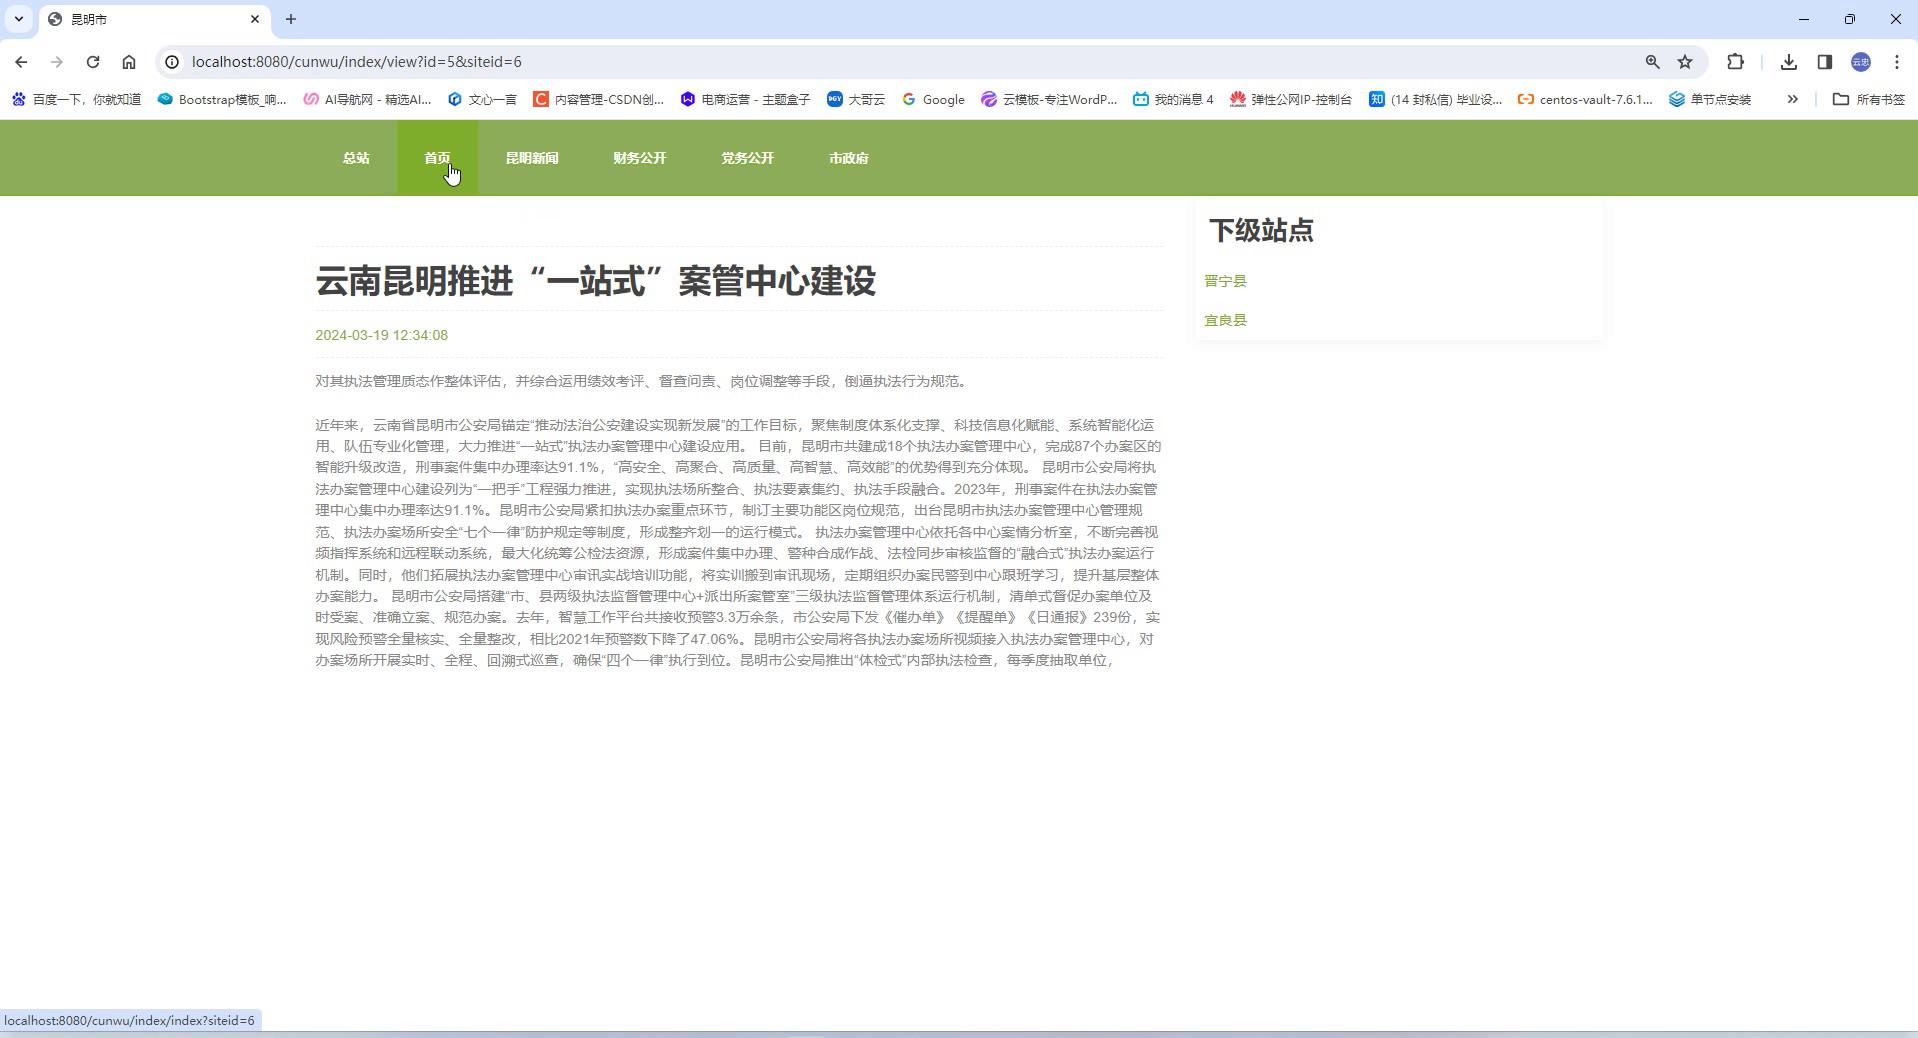 昆明市
localhost:8080/cunwu/index/view?id=5&siteid=6
云忠
百度一下，你就知道
Bootstrap模板_响...
AI导航网 - 精选AI...
文心一言
内容管理-CSDN创...
电商运营 - 主题盒子
大哥云
Google
云模板-专注WordP...
我的消息 4
弹性公网IP-控制台
(14 封私信) 毕业设...
centos-vault-7.6.1...
单节点安装
所有书签
总站
首页
昆明新闻
财务公开
党务公开
市政府
云南昆明推进“一站式”案管中心建设
2024-03-19 12:34:08
对其执法管理质态作整体评估，并综合运用绩效考评、督查问责、岗位调整等手段，倒逼执法行为规范。
近年来，云南省昆明市公安局锚定“推动法治公安建设实现新发展”的工作目标，聚焦制度体系化支撑、科技信息化赋能、系统智能化运
用、队伍专业化管理，大力推进“一站式”执法办案管理中心建设应用。 目前，昆明市共建成18个执法办案管理中心，完成87个办案区的
智能升级改造，刑事案件集中办理率达91.1%，“高安全、高聚合、高质量、高智慧、高效能”的优势得到充分体现。 昆明市公安局将执
法办案管理中心建设列为“一把手”工程强力推进，实现执法场所整合、执法要素集约、执法手段融合。2023年，刑事案件在执法办案管
理中心集中办理率达91.1%。昆明市公安局紧扣执法办案重点环节，制订主要功能区岗位规范，出台昆明市执法办案管理中心管理规
范、执法办案场所安全“七个一律”防护规定等制度，形成整齐划一的运行模式。 执法办案管理中心依托各中心案情分析室，不断完善视
频指挥系统和远程联动系统，最大化统筹公检法资源，形成案件集中办理、警种合成作战、法检同步审核监督的“融合式”执法办案运行
机制。同时，他们拓展执法办案管理中心审讯实战培训功能，将实训搬到审讯现场，定期组织办案民警到中心跟班学习，提升基层整体
办案能力。 昆明市公安局搭建“市、县两级执法监督管理中心+派出所案管室”三级执法监督管理体系运行机制，清单式督促办案单位及
时受案、准确立案、规范办案。去年，智慧工作平台共接收预警3.3万余条，市公安局下发《催办单》《提醒单》《日通报》239份，实
现风险预警全量核实、全量整改，相比2021年预警数下降了47.06%。昆明市公安局将各执法办案场所视频接入执法办案管理中心，对
办案场所开展实时、全程、回溯式巡查，确保“四个一律”执行到位。昆明市公安局推出“体检式”内部执法检查，每季度抽取单位，
下级站点
晋宁县
宜良县
localhost:8080/cunwu/index/index?siteid=6